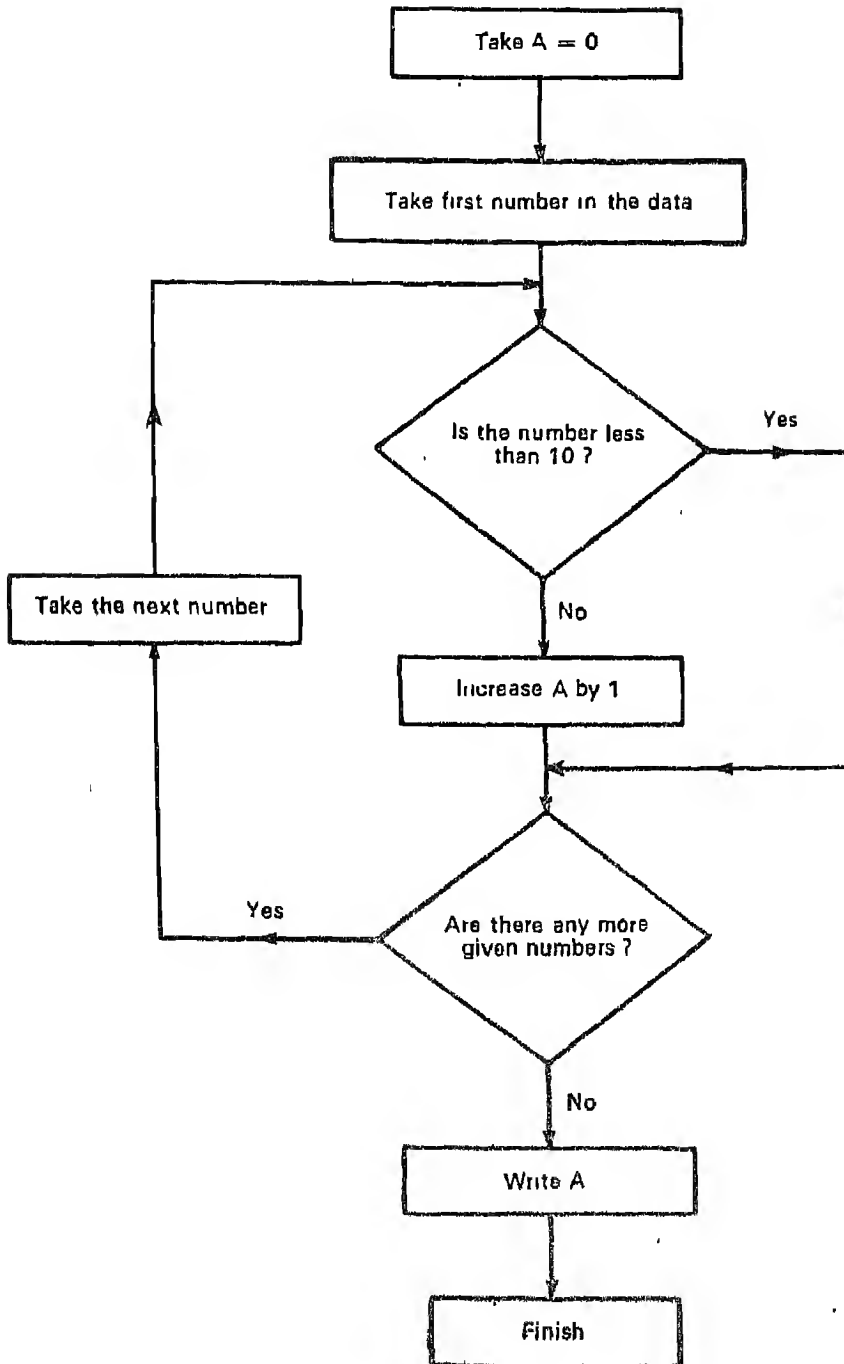 Take A = 0
Take first number in the data
Is the number less
than 10 ?
Yes
No
Take the next number
Increase A by 1
Are there any more
given numbers ?
Yes
No
Write A
Finish